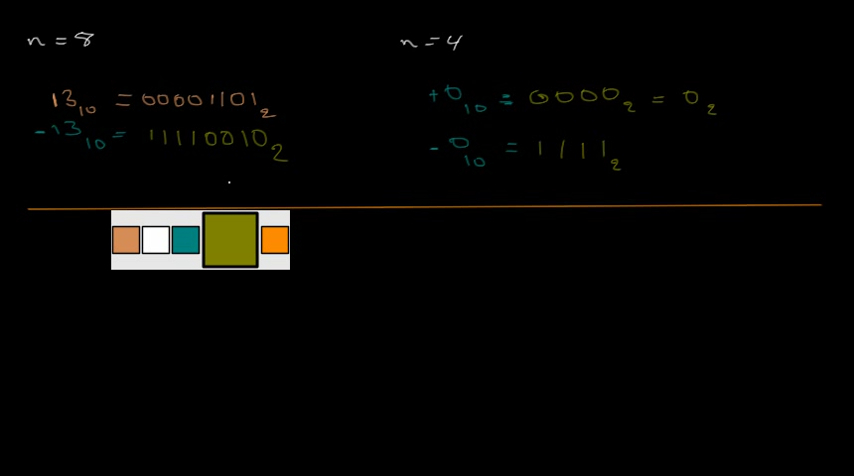 n = 8
13₁₀ = 00001101₂
-13₁₀ = 11110010₂
n = 4
+0₁₀ = 0000₂ = 0₂
-0₁₀ = 1111₂